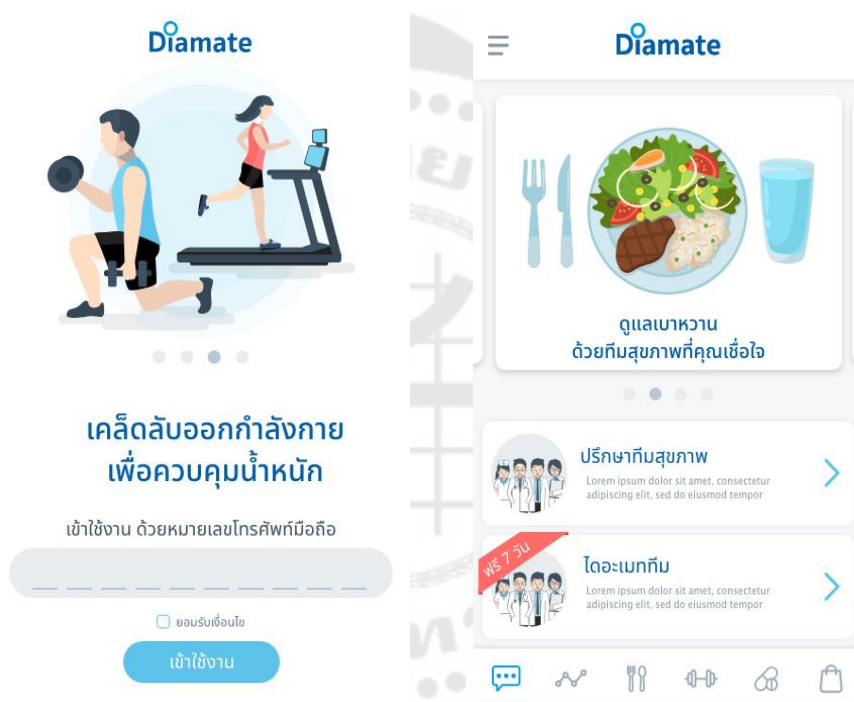 Diamate
เคล็ดลับออกกำลังกาย
เพื่อควบคุมน้ำหนัก
เข้าใช้งาน ด้วยหมายเลขโทรศัพท์มือถือ
ยอมรับเงื่อนไข
เข้าใช้งาน
Diamate
ดูแลเบาหวาน
ด้วยทีมสุขภาพที่คุณเชื่อใจ
ปรึกษาทีมสุขภาพ
Lorem ipsum dolor sit amet, consectetur
adipiscing elit, sed do eiusmod tempor
ฟรี 7 วัน
ไดอะเมททีม
Lorem ipsum dolor sit amet, consectetur
adipiscing elit, sed do eiusmod tempor